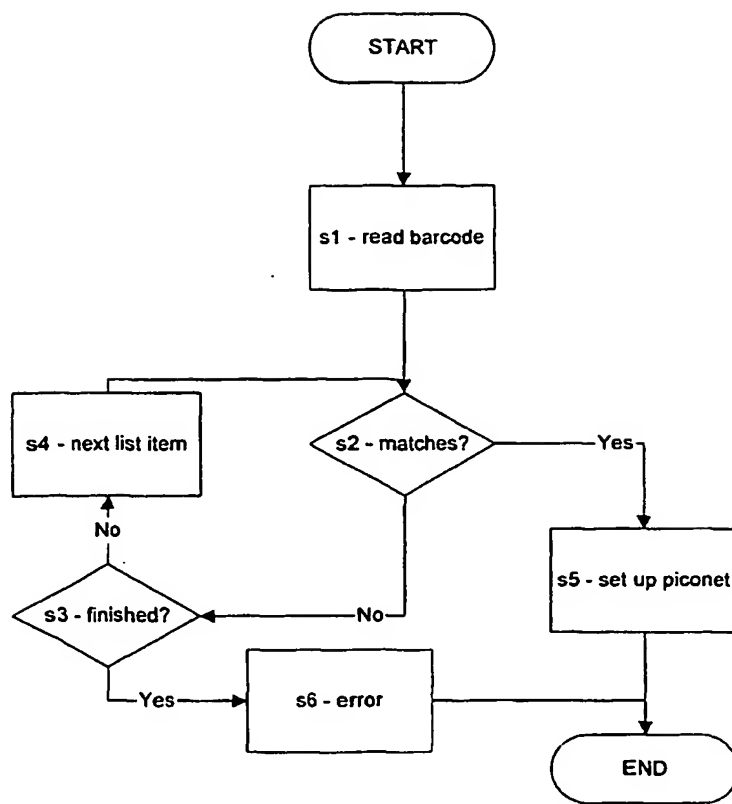 START
s1 - read barcode
s4 - next list item
s2 - matches?
Yes
No
s5 - set up piconet
s3 - finished?
No
Yes
s6 - error
END